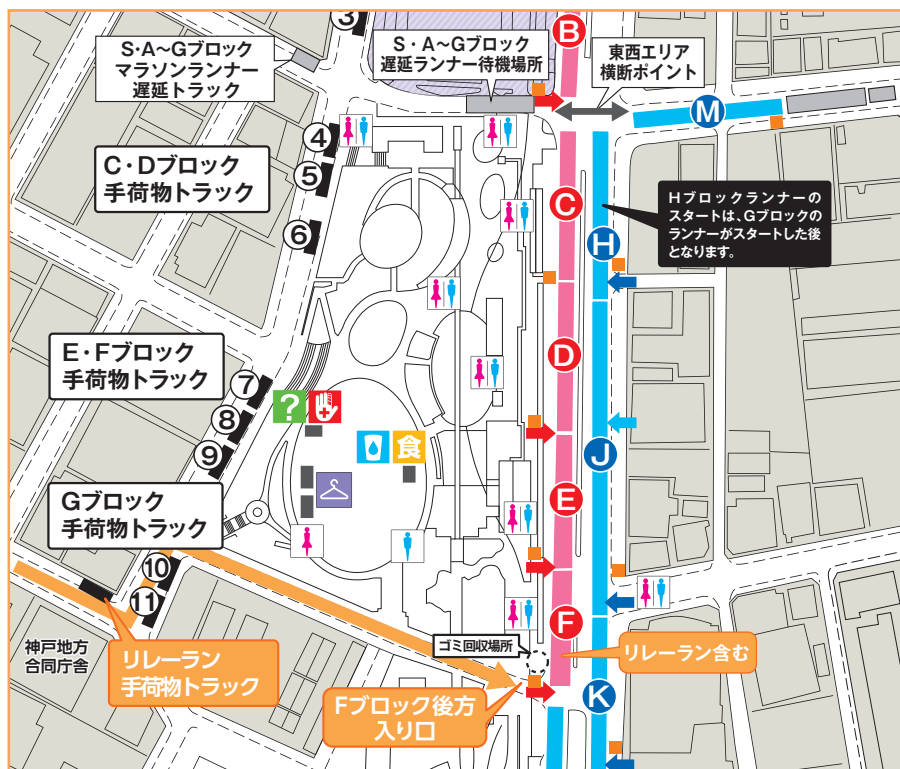 3
B
S・A～Gブロック
マラソンランナー
遅延トラック
S・A～Gブロック
遅延ランナー待機場所
東西エリア
横断ポイント
M
4
C・Dブロック
手荷物トラック
5
6
C
H
Hブロックランナーの
スタートは、Gブロックの
ランナーがスタートした後
となります。
E・Fブロック
手荷物トラック
7
8
9
D
?
食
J
E
Gブロック
手荷物トラック
10
11
F
神戸地方
合同庁舎
リレーラン
手荷物トラック
ゴミ回収場所
リレーラン含む
Fブロック後方
入り口
K